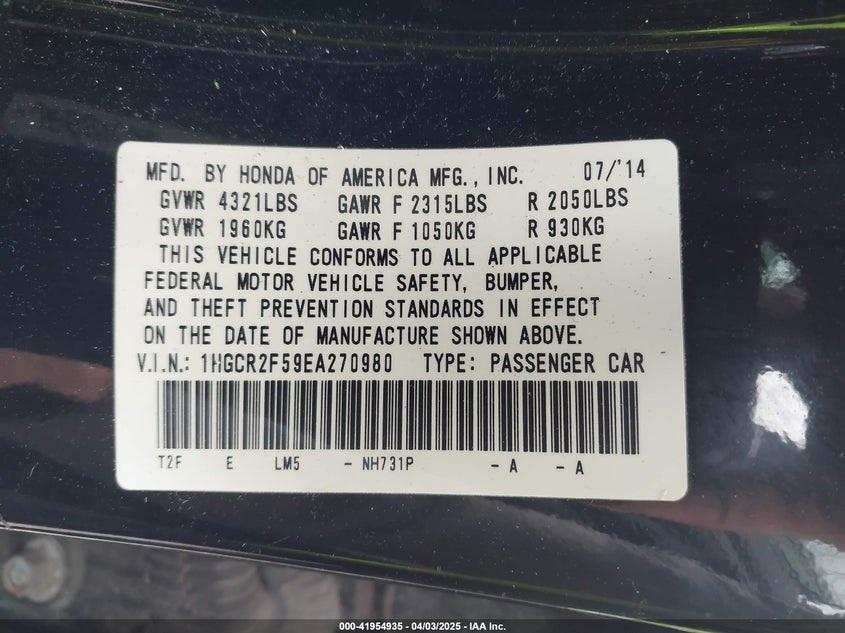 MFD. BY HONDA OF AMERICA MFG., INC. 07/'14
GVWR 4321LBS GAWR F 2315LBS R 2050LBS
GVWR 1960KG GAWR F 1050KG R 930KG
THIS VEHICLE CONFORMS TO ALL APPLICABLE
FEDERAL MOTOR VEHICLE SAFETY, BUMPER,
AND THEFT PREVENTION STANDARDS IN EFFECT
ON THE DATE OF MANUFACTURE SHOWN ABOVE.
V.I.N.: 1HGCR2F59EA270980 TYPE: PASSENGER CAR
T2F E LM5 - NH731P - A - A
000-41954935 - 04/03/2025 - IAA Inc.